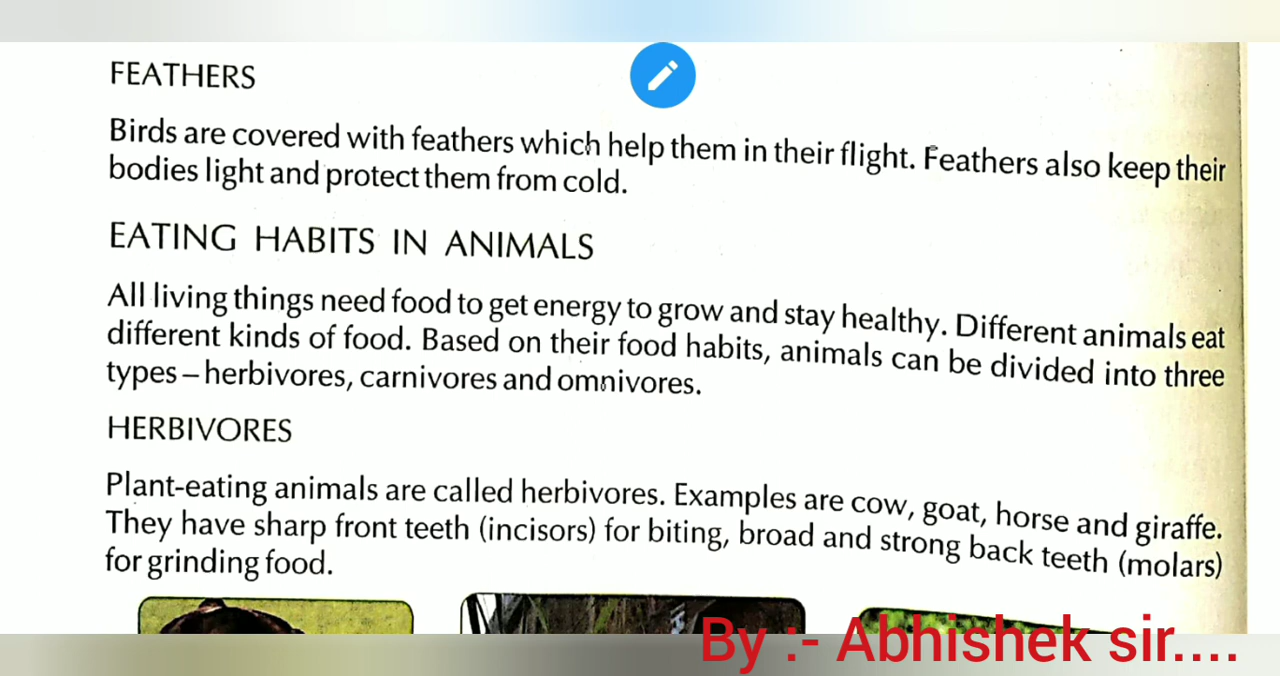 FEATHERS
Birds are covered with feathers which help them in their flight. Feathers also keep their
bodies light and protect them from cold.
EATING HABITS IN ANIMALS
All living things need food to get energy to grow and stay healthy. Different animals eat
different kinds of food. Based on their food habits, animals can be divided into three
types – herbivores, carnivores and omnivores.
HERBIVORES
Plant-eating animals are called herbivores. Examples are cow, goat, horse and giraffe.
They have sharp front teeth (incisors) for biting, broad and strong back teeth (molars)
for grinding food.
By :- Abhishek sir....